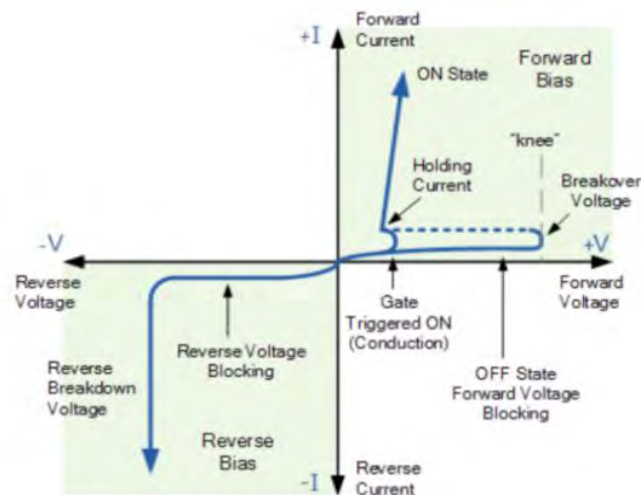 +I
Forward
Current
Forward
Bias
ON State
"knee"
Holding
Current
Breakover
Voltage
-V
+V
Reverse
Voltage
Forward
Voltage
Gate
Triggered ON
(Conduction)
Reverse Voltage
Blocking
Reverse
Breakdown
Voltage
OFF State
Forward Voltage
Blocking
Reverse
Bias
-I
Reverse
Current